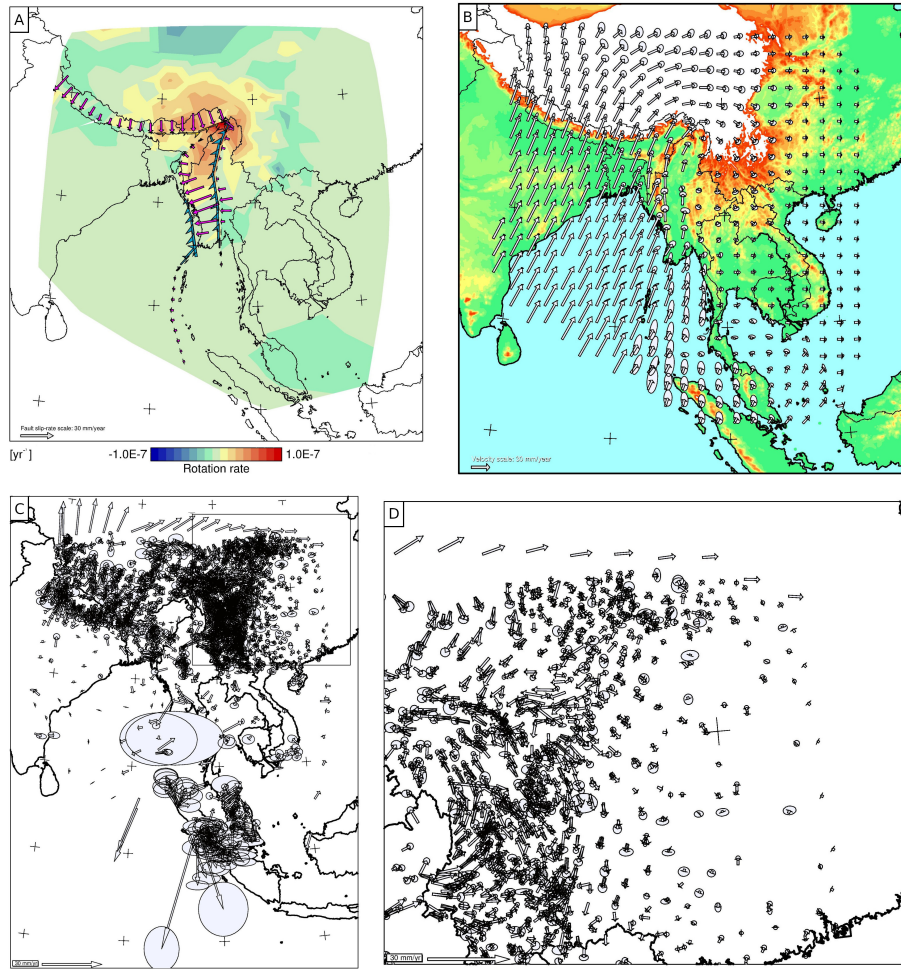 A
Fault slip-rate scale: 30 mm/year
[yr⁻]
-1.0E-7
1.0E-7
Rotation rate
B
Velocity scale: 50 mm/year
C
30 mm/yr
D
30 mm/yr